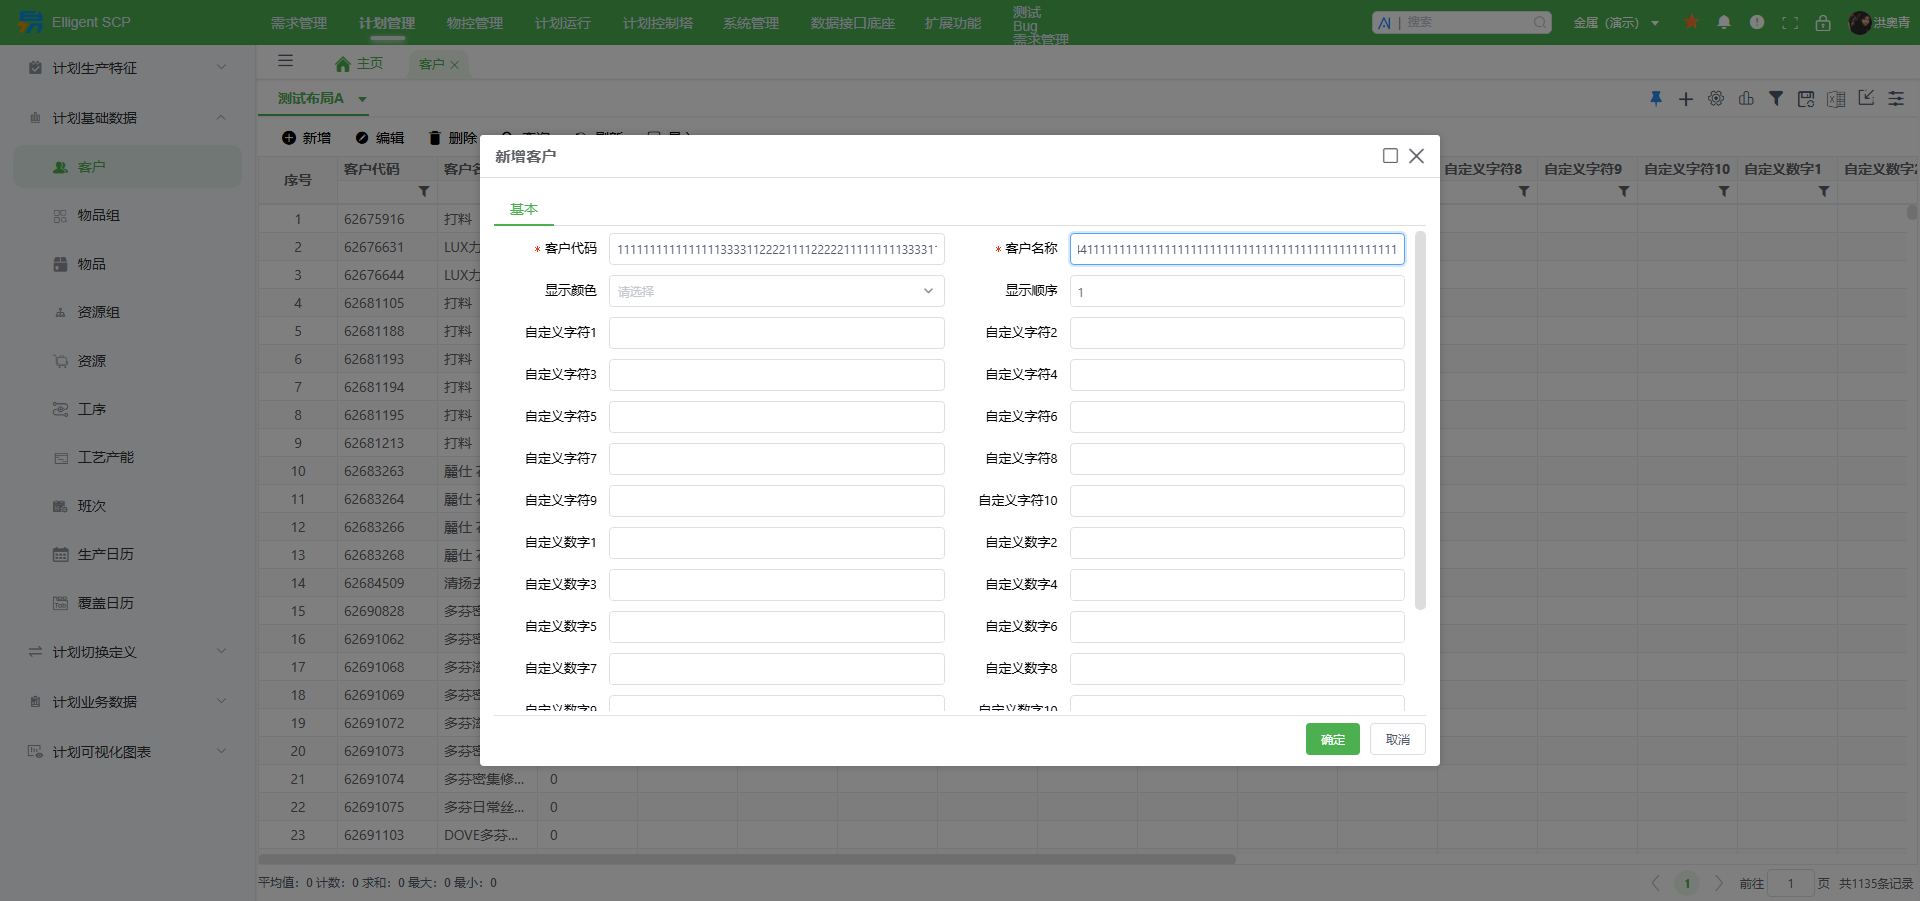 Elligent SCP
需求管理 计划管理 物控管理 计划运行 计划控制塔 系统管理 数据接口底座 扩展功能 测试Bug 需求管理
AI | 搜索
金属（演示）
洪奥青
计划生产特征
计划基础数据
客户
物品组
物品
资源组
资源
工序
工艺产能
班次
生产日历
覆盖日历
计划切换定义
计划业务数据
计划可视化图表
主页 客户
测试布局A
新增 编辑 删除 查询 刷新 导入
序号 客户代码 客户名 自定义字符8 自定义字符9 自定义字符10 自定义数字1 自定义数字2
1 62675916 打料
2 62676631 LUX力
3 62676644 LUX力
4 62681105 打料
5 62681188 打料
6 62681193 打料
7 62681194 打料
8 62681195 打料
9 62681213 打料
10 62683263 麗仕
11 62683264 麗仕
12 62683266 麗仕
13 62683268 麗仕
14 62684509 清扬去
15 62690828 多芬密
16 62691062 多芬密
17 62691068 多芬滋
18 62691069 多芬密
19 62691072 多芬滋
20 62691073 多芬密
21 62691074 多芬密集修... 0
22 62691075 多芬日常丝... 0
23 62691103 DOVE多芬... 0
平均值：0 计数：0 求和：0 最大：0 最小：0
1 前往 1 页 共1135条记录
新增客户
基本
* 客户代码
* 客户名称
显示颜色 请选择
显示顺序 1
自定义字符1 自定义字符2
自定义字符3 自定义字符4
自定义字符5 自定义字符6
自定义字符7 自定义字符8
自定义字符9 自定义字符10
自定义数字1 自定义数字2
自定义数字3 自定义数字4
自定义数字5 自定义数字6
自定义数字7 自定义数字8
自定义数字9 自定义数字10
确定 取消